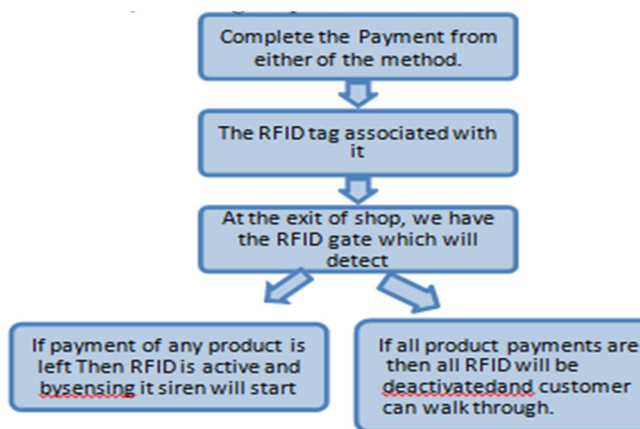 Complete the Payment from
either of the method.
The RFID tag associated with
it
At the exit of shop, we have
the RFID gate which will
detect
If payment of any product is
left Then RFID is active and
bysensing it siren will start
If all product payments are
then all RFID will be
deactivatedand customer
can walk through.